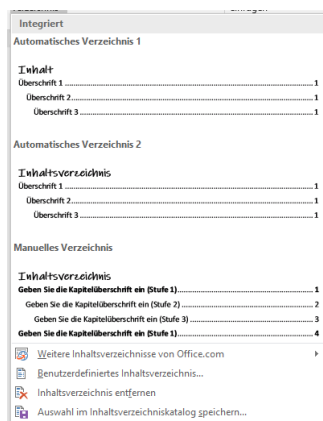 Integriert
Automatisches Verzeichnis 1
Inhalt
Überschrift 1 1
Überschrift 2 1
Überschrift 3 1
Automatisches Verzeichnis 2
Inhaltsverzeichnis
Überschrift 1 1
Überschrift 2 1
Überschrift 3 1
Manuelles Verzeichnis
Inhaltsverzeichnis
Geben Sie die Kapitelüberschrift ein (Stufe 1) 1
Geben Sie die Kapitelüberschrift ein (Stufe 2) 2
Geben Sie die Kapitelüberschrift ein (Stufe 3) 3
Geben Sie die Kapitelüberschrift ein (Stufe 1) 4
Weitere Inhaltsverzeichnisse von Office.com
Benutzerdefiniertes Inhaltsverzeichnis...
Inhaltsverzeichnis entfernen
Auswahl im Inhaltsverzeichniskatalog speichern...